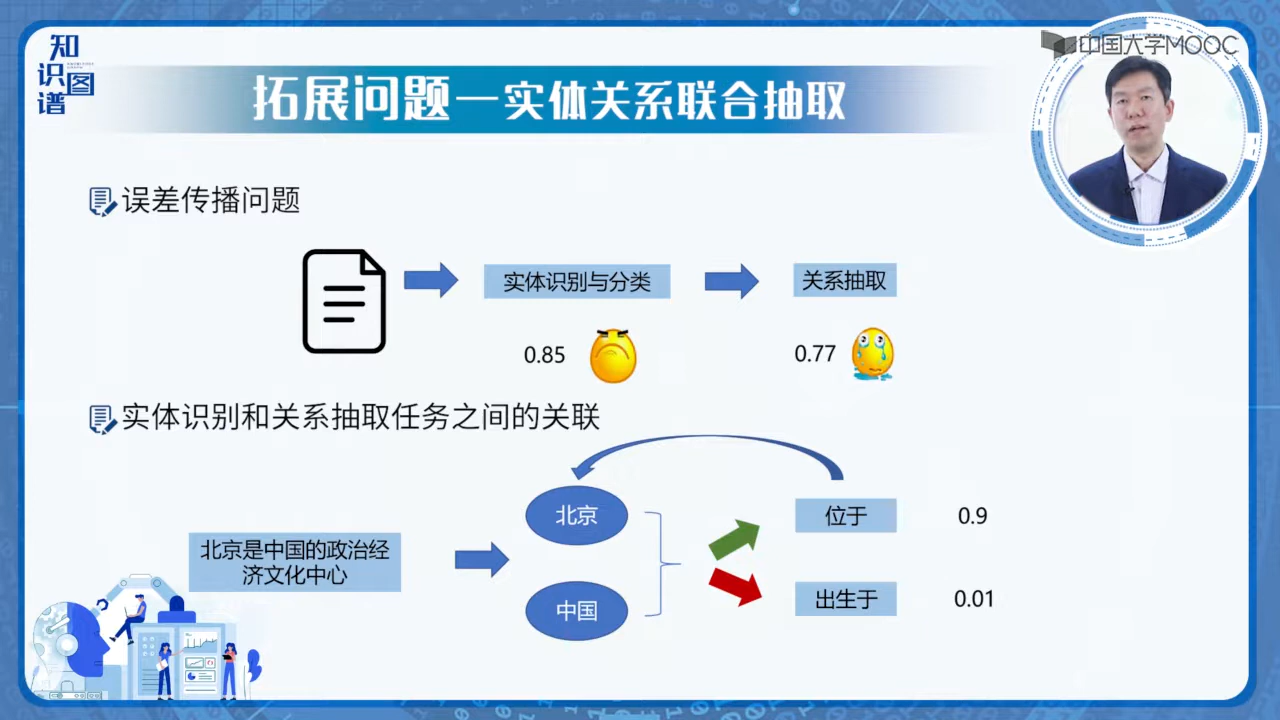 知识图谱
中国大学MOOC
拓展问题—实体关系联合抽取
误差传播问题
实体识别与分类
关系抽取
0.85
0.77
实体识别和关系抽取任务之间的关联
北京是中国的政治经
济文化中心
北京
中国
位于
0.9
出生于
0.01